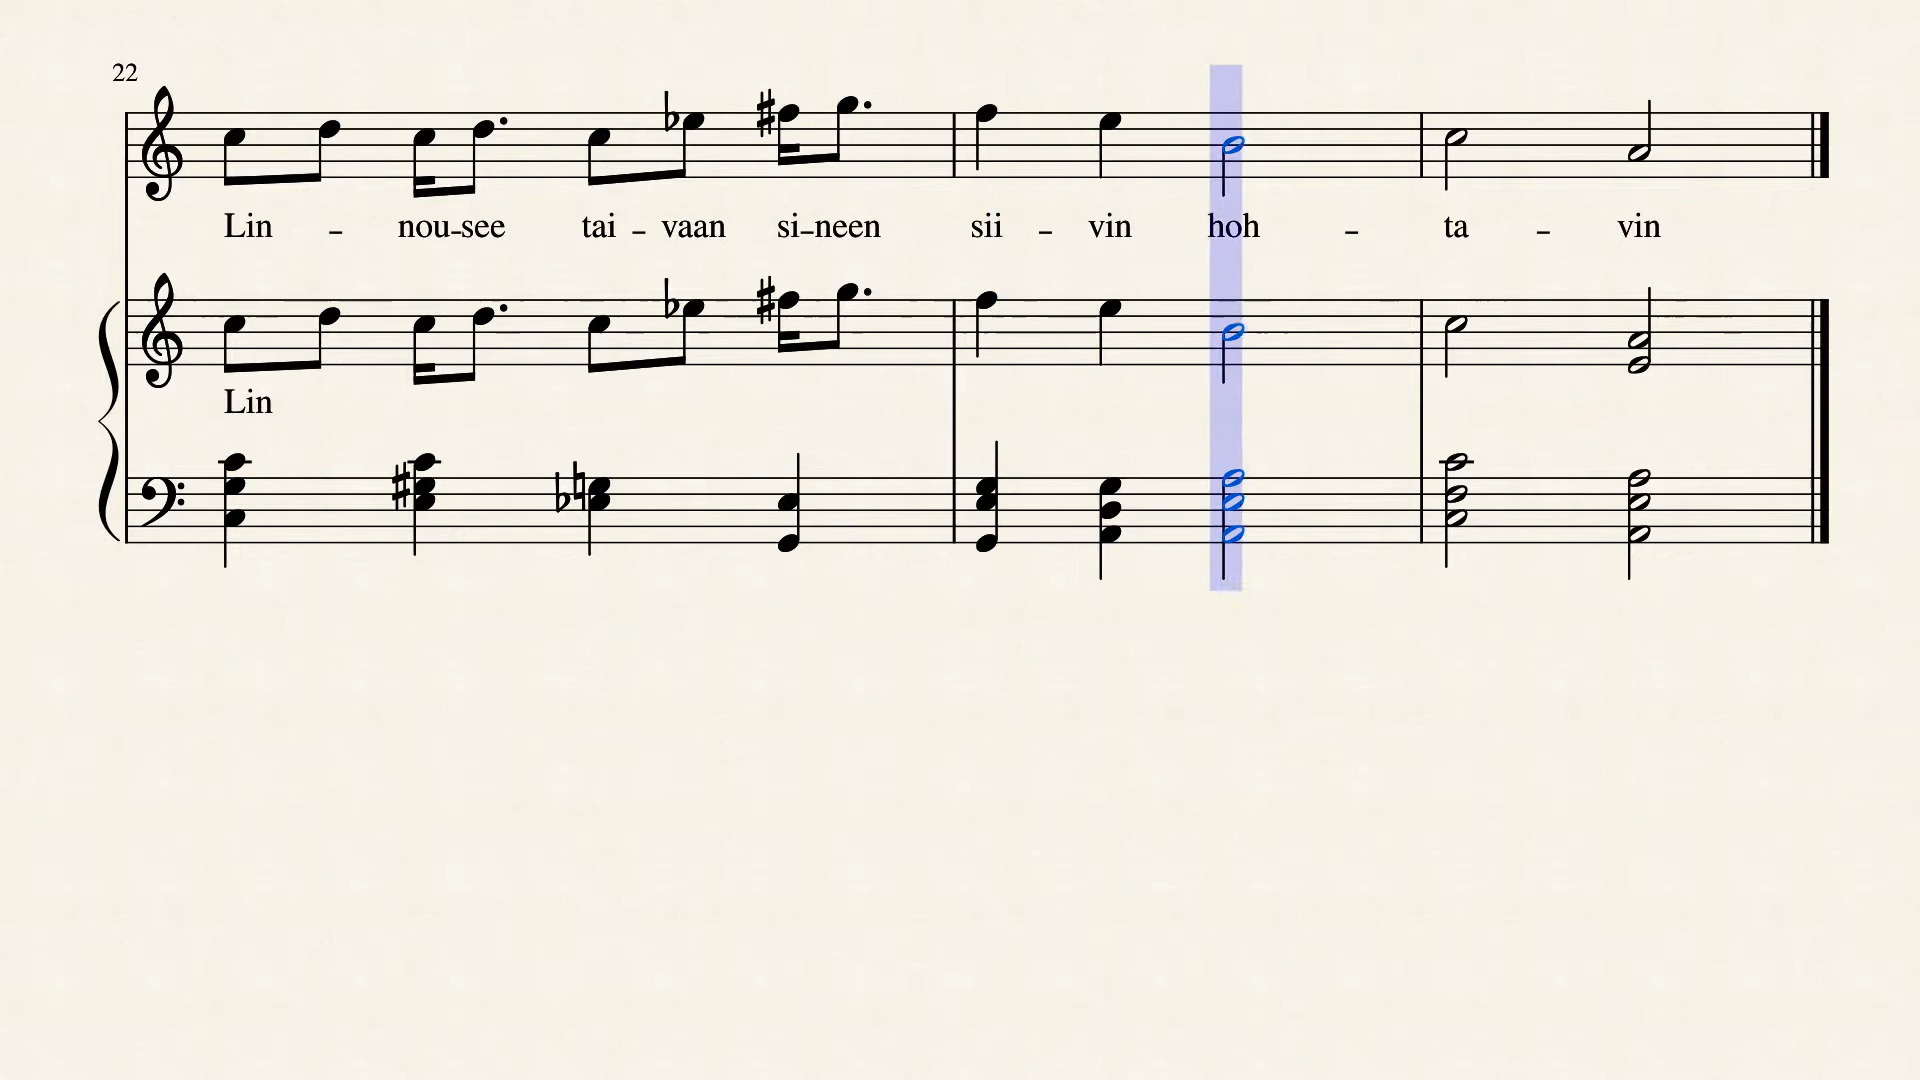 22
Lin - nou-see tai - vaan si-neen sii - vin hoh - ta - vin
Lin